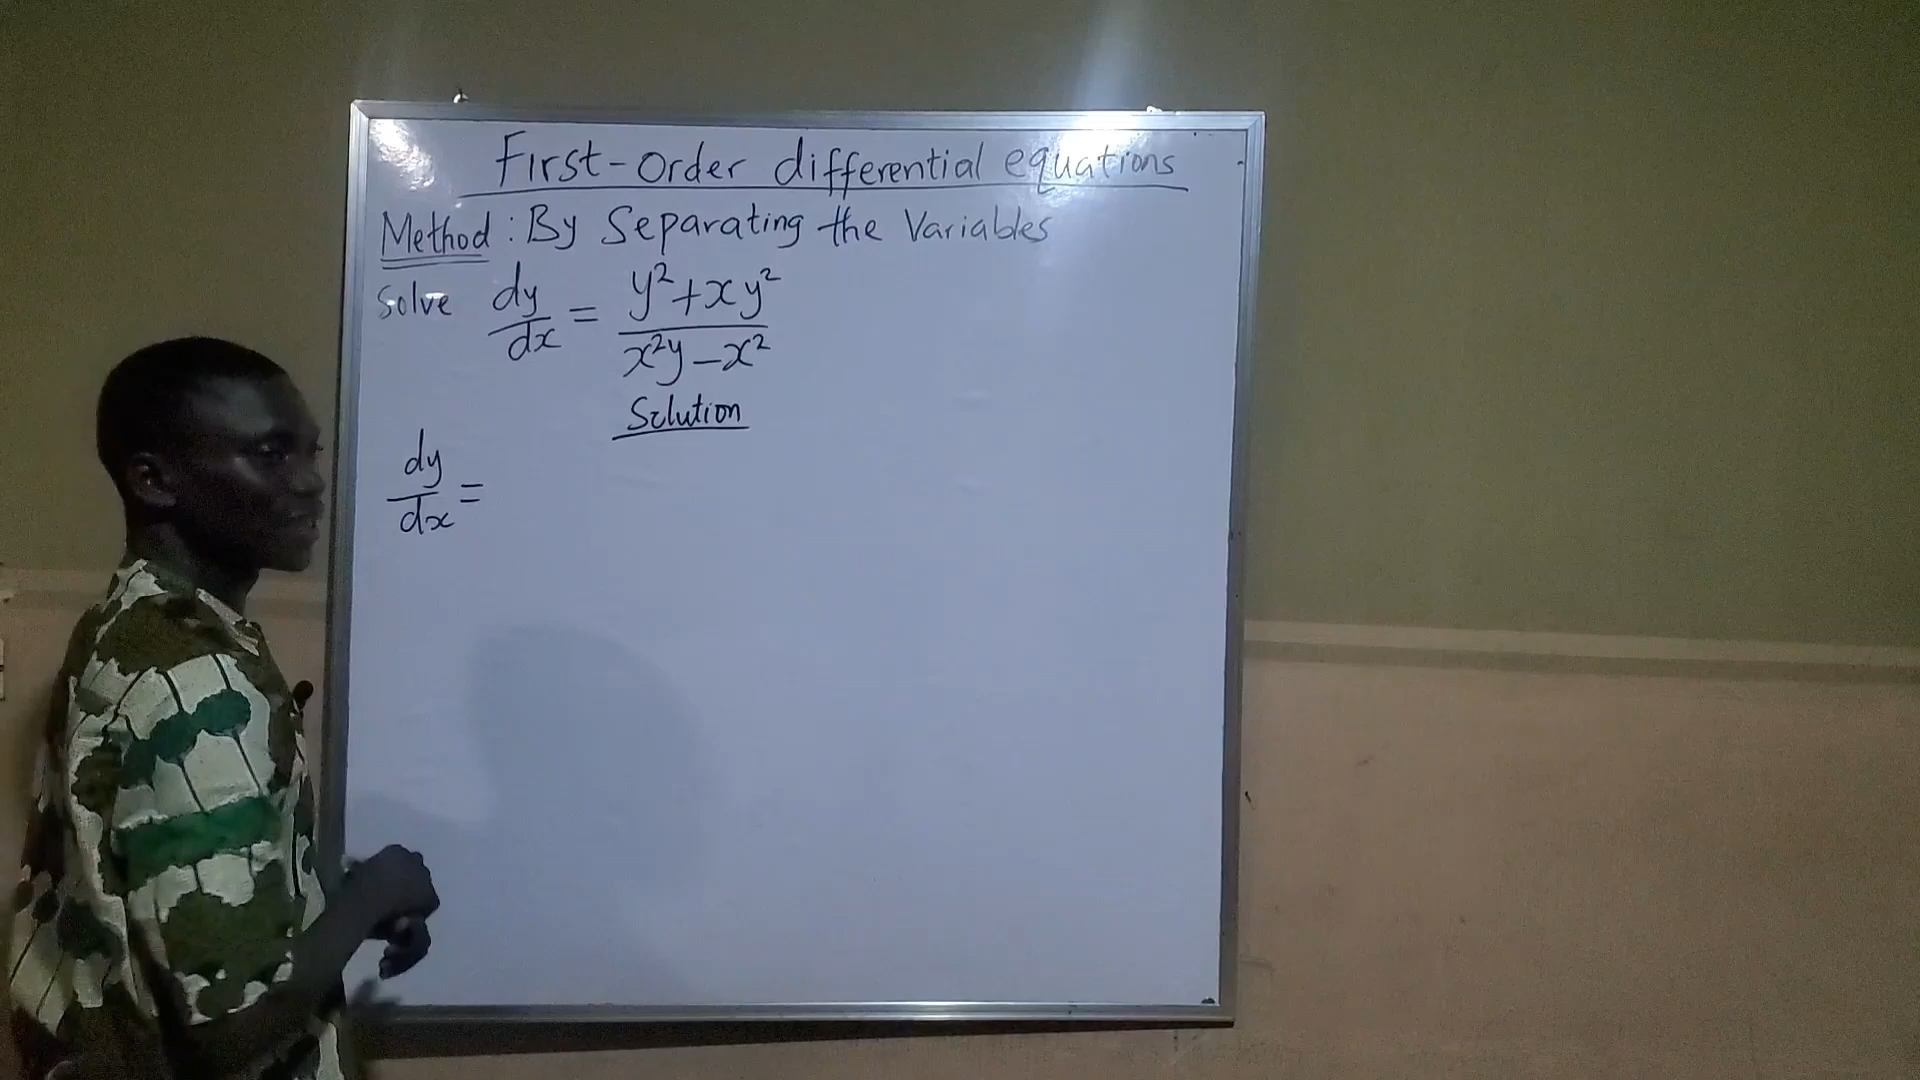 First-Order differential equations
Method: By Separating the Variables
Solve dy/dx = (y²+xy²)/(x²y-x²)
Solution
dy/dx =